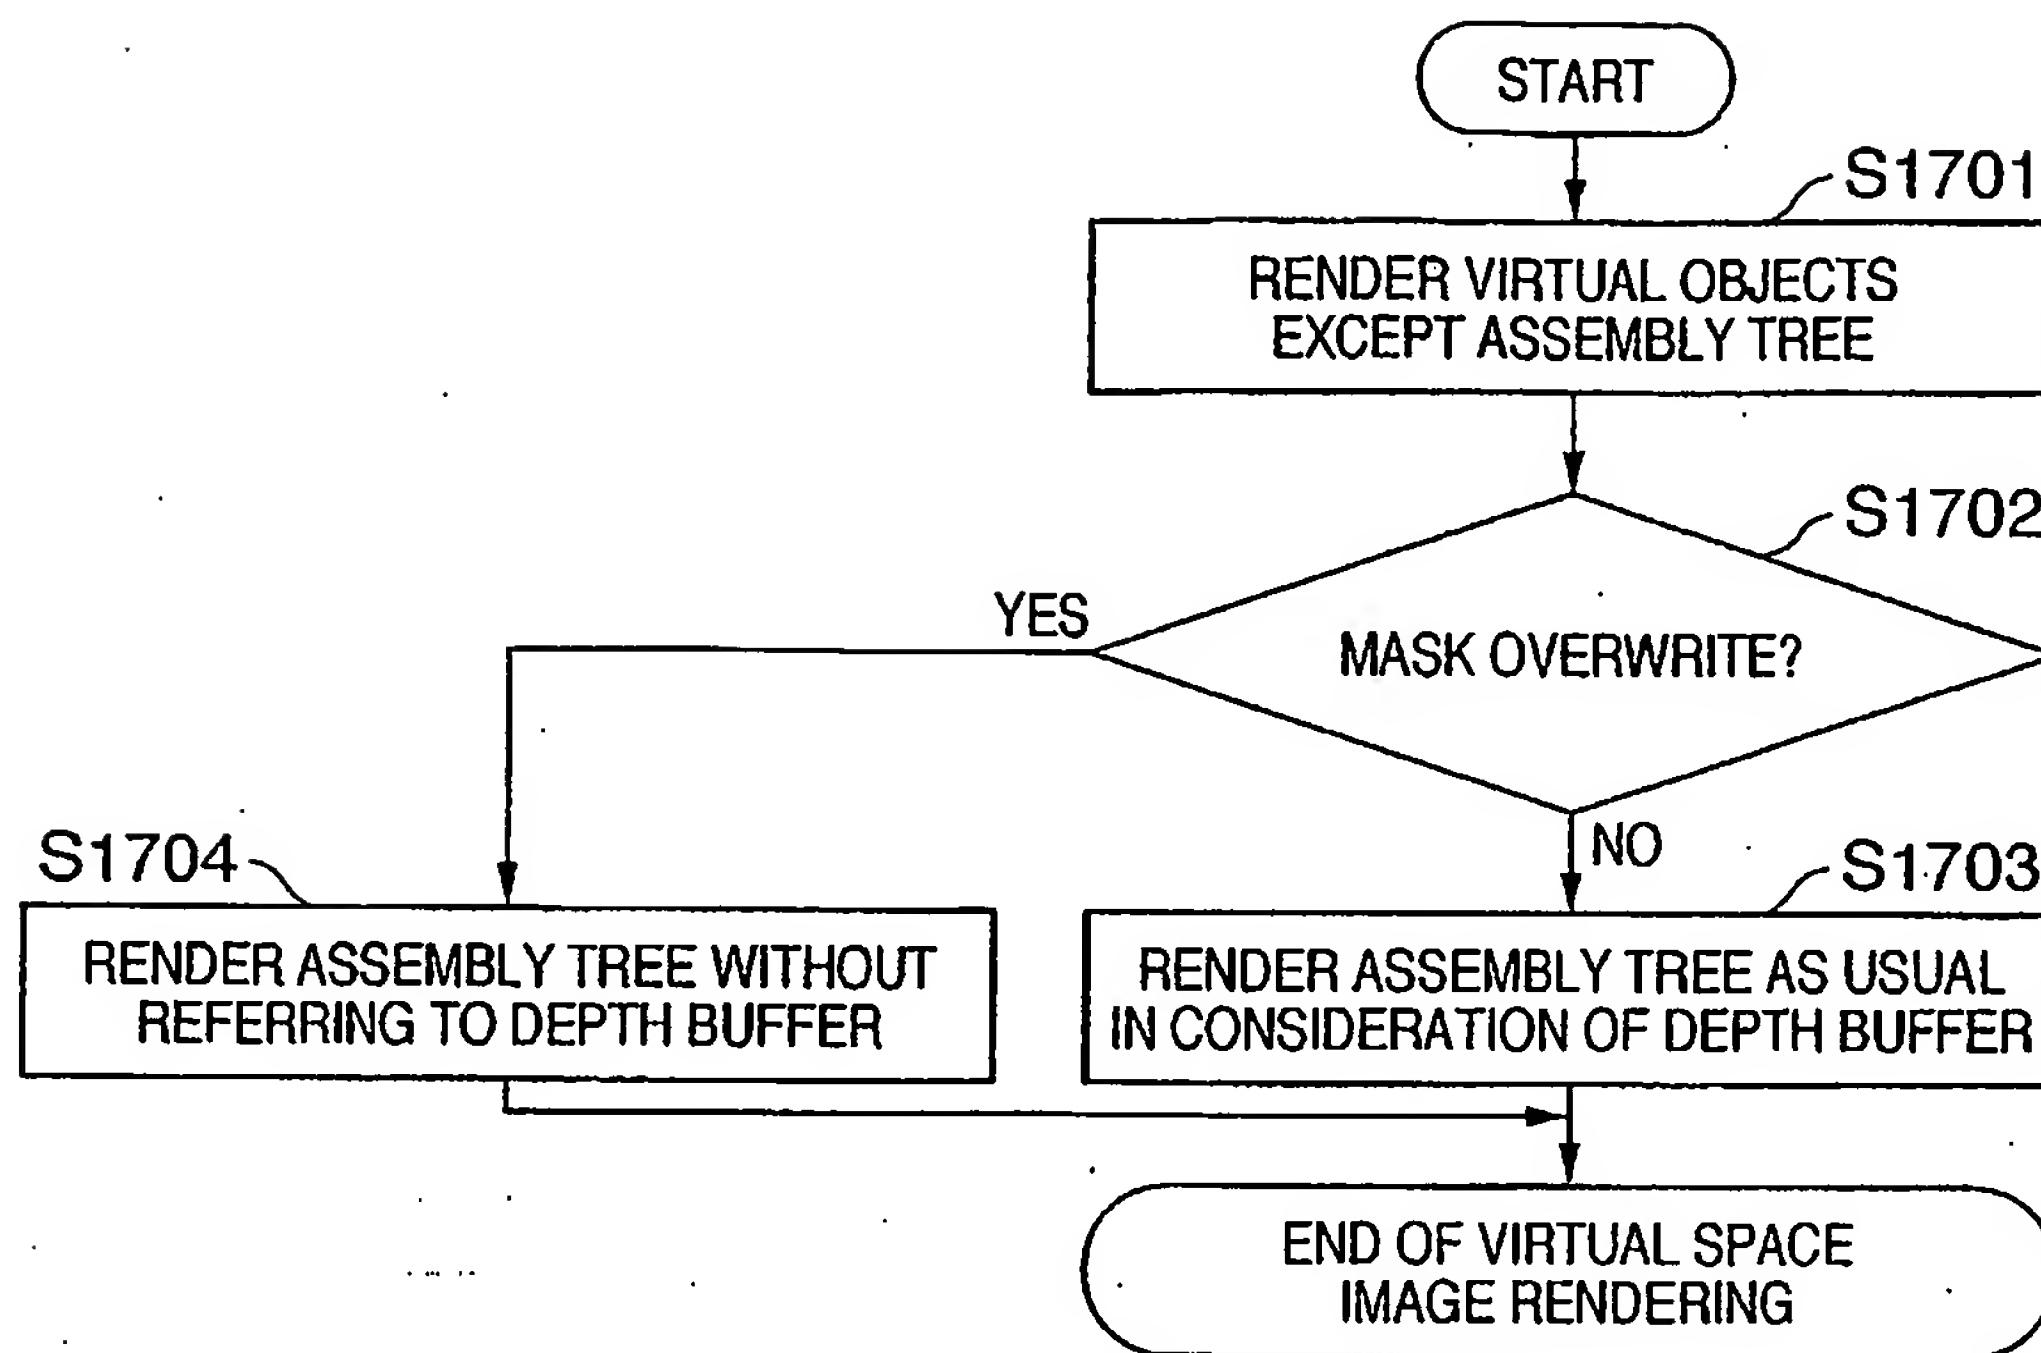 START
S1701
RENDER VIRTUAL OBJECTS
EXCEPT ASSEMBLY TREE
S1702
YES
MASK OVERWRITE?
NO
S1704
S1703
RENDER ASSEMBLY TREE WITHOUT
REFERRING TO DEPTH BUFFER
RENDER ASSEMBLY TREE AS USUAL
IN CONSIDERATION OF DEPTH BUFFER
END OF VIRTUAL SPACE
IMAGE RENDERING